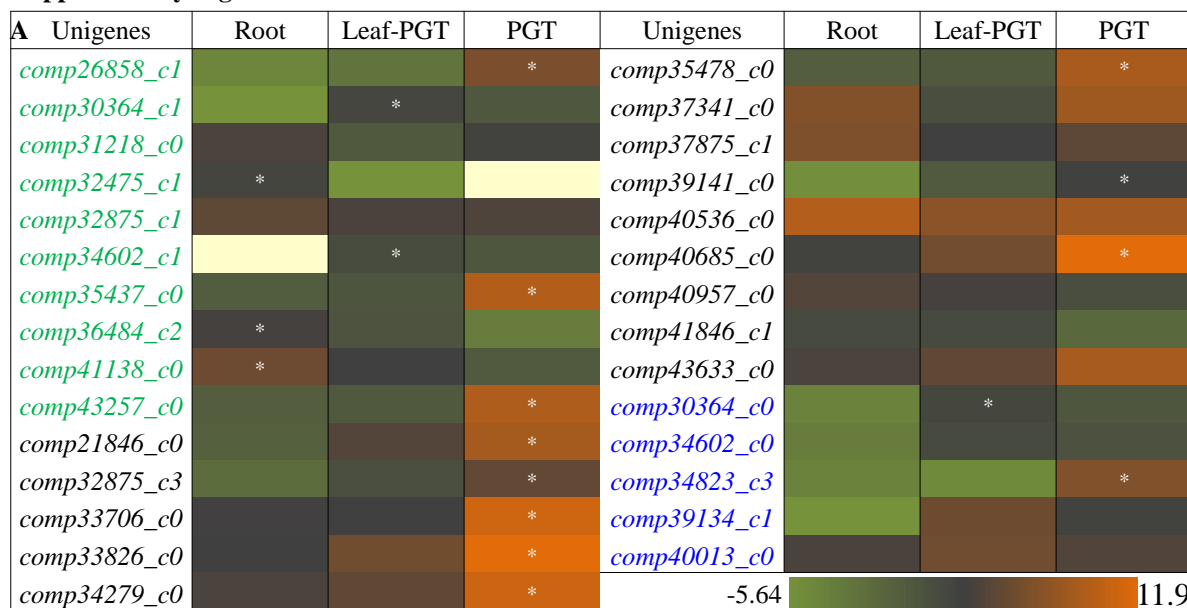 A Unigenes Root Leaf-PGT PGT Unigenes Root Leaf-PGT PGT
comp26858_c1 * comp35478_c0 *
comp30364_c1 * comp37341_c0
comp31218_c0 comp37875_c1
comp32475_c1 * comp39141_c0 *
comp32875_c1 comp40536_c0
comp34602_c1 * comp40685_c0 *
comp35437_c0 * comp40957_c0
comp36484_c2 * comp41846_c1
comp41138_c0 * comp43633_c0
comp43257_c0 * comp30364_c0 *
comp21846_c0 * comp34602_c0
comp32875_c3 * comp34823_c3 *
comp33706_c0 * comp39134_c1
comp33826_c0 * comp40013_c0
comp34279_c0 * -5.64 11.9